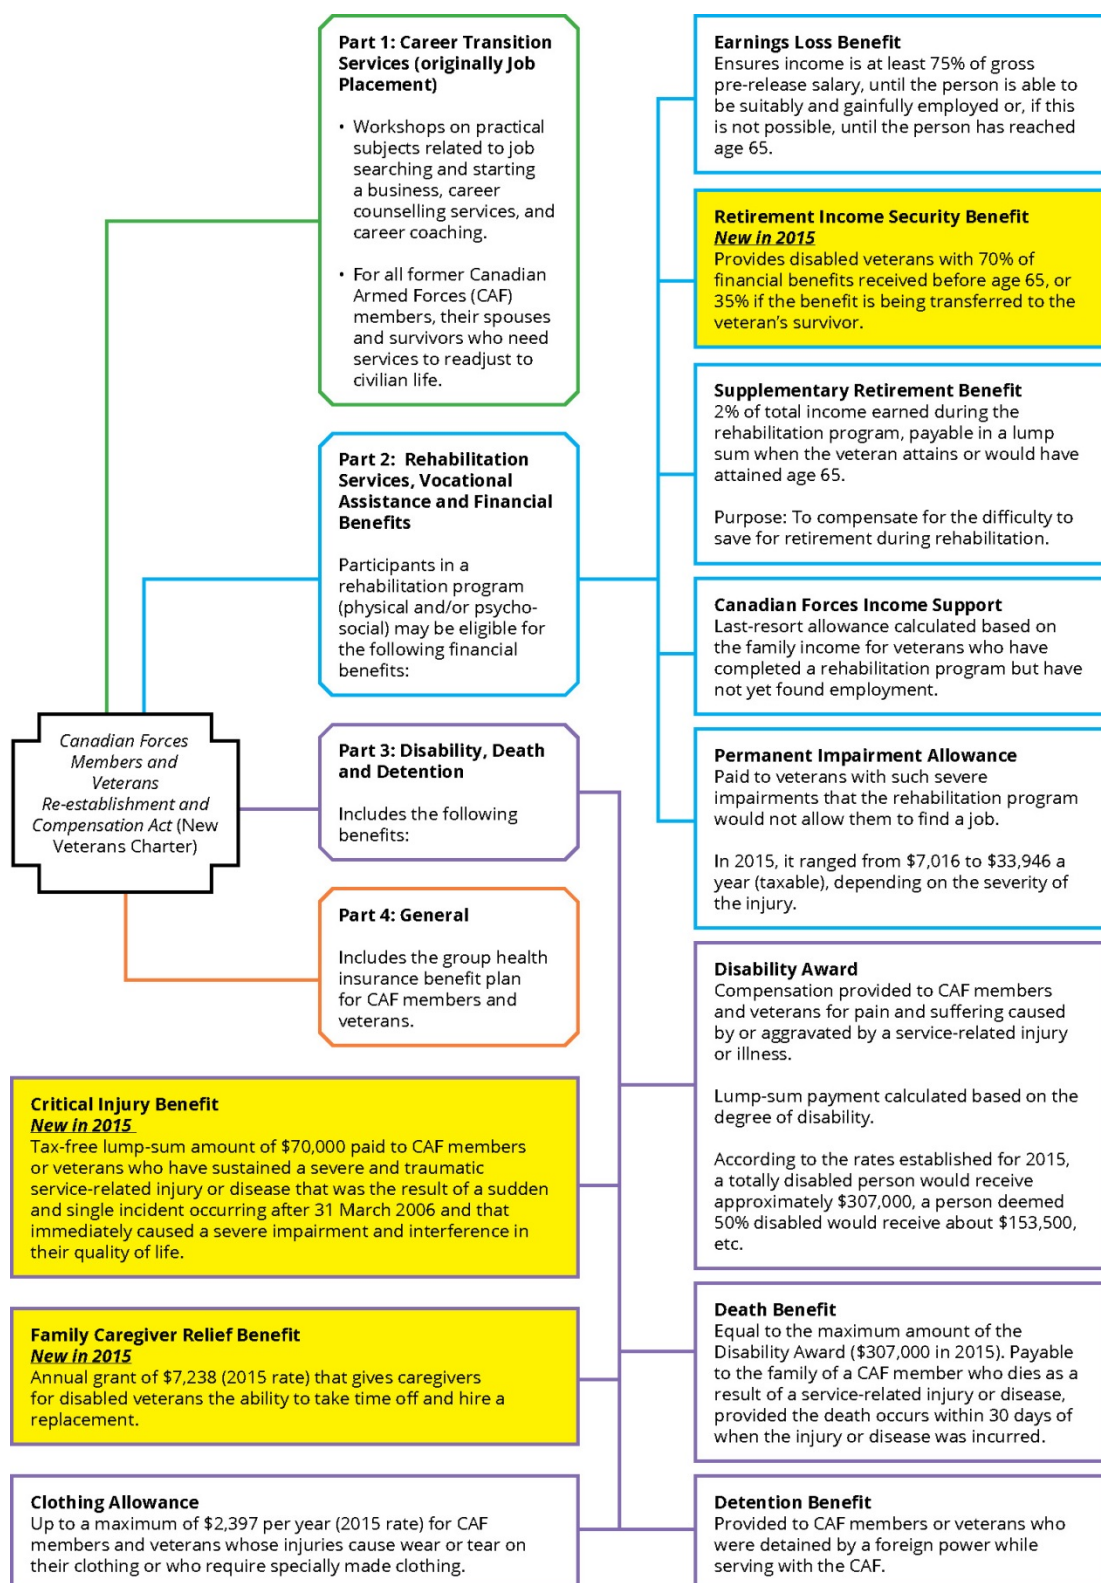 Canadian Forces
Members and
Veterans
Re-establishment and
Compensation Act (New
Veterans Charter)
Part 1: Career Transition
Services (originally Job
Placement)
• Workshops on practical
subjects related to job
searching and starting
a business, career
counselling services, and
career coaching.
• For all former Canadian
Armed Forces (CAF)
members, their spouses
and survivors who need
services to readjust to
civilian life.
Part 2: Rehabilitation
Services, Vocational
Assistance and Financial
Benefits
Participants in a
rehabilitation program
(physical and/or psycho-
social) may be eligible for
the following financial
benefits:
Earnings Loss Benefit
Ensures income is at least 75% of gross
pre-release salary, until the person is able to
be suitably and gainfully employed or, if this
is not possible, until the person has reached
age 65.
Retirement Income Security Benefit
New in 2015
Provides disabled veterans with 70% of
financial benefits received before age 65, or
35% if the benefit is being transferred to the
veteran's survivor.
Supplementary Retirement Benefit
2% of total income earned during the
rehabilitation program, payable in a lump
sum when the veteran attains or would have
attained age 65.
Purpose: To compensate for the difficulty to
save for retirement during rehabilitation.
Canadian Forces Income Support
Last-resort allowance calculated based on
the family income for veterans who have
completed a rehabilitation program but have
not yet found employment.
Permanent Impairment Allowance
Paid to veterans with such severe
impairments that the rehabilitation program
would not allow them to find a job.
In 2015, it ranged from $7,016 to $33,946 a
year (taxable), depending on the severity of
the injury.
Part 3: Disability, Death
and Detention
Includes the following
benefits:
Disability Award
Compensation provided to CAF members
and veterans for pain and suffering caused
by or aggravated by a service-related injury
or illness.
Lump-sum payment calculated based on the
degree of disability.
According to the rates established for 2015,
a totally disabled person would receive
approximately $307,000, a person deemed
50% disabled would receive about $153,500,
etc.
Critical Injury Benefit
New in 2015
Tax-free lump-sum amount of $70,000 paid to CAF members
or veterans who have sustained a severe and traumatic
service-related injury or disease that was the result of a sudden
and single incident occurring after 31 March 2006 and that
immediately caused a severe impairment and interference in
their quality of life.
Death Benefit
Equal to the maximum amount of the
Disability Award ($307,000 in 2015). Payable
to the family of a CAF member who dies as a
result of a service-related injury or disease,
provided the death occurs within 30 days of
when the injury or disease was incurred.
Family Caregiver Relief Benefit
New in 2015
Annual grant of $7,238 (2015 rate) that gives caregivers
for disabled veterans the ability to take time off and hire a
replacement.
Clothing Allowance
Up to a maximum of $2,397 per year (2015 rate) for CAF
members and veterans whose injuries cause wear or tear on
their clothing or who require specially made clothing.
Detention Benefit
Provided to CAF members or veterans who
were detained by a foreign power while
serving with the CAF.
Part 4: General
Includes the group health
insurance benefit plan
for CAF members and
veterans.